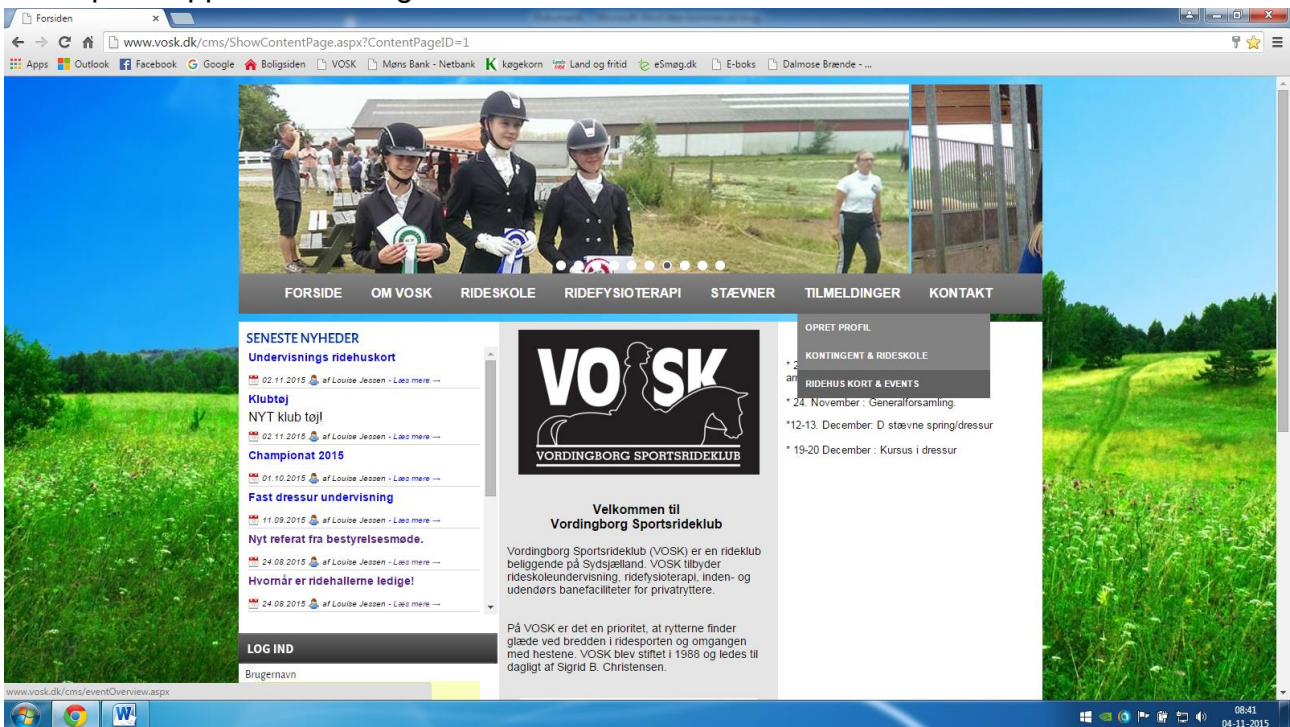 Forsiden
www.vosk.dk/cms/ShowContentPage.aspx?ContentPageID=1
Apps Outlook Facebook Google Boligsiden VOSK Møns Bank - Netbank køgekorn Land og fritid eSmøg.dk E-boks Dalmose Brænde - ...
FORSIDE OM VOSK RIDESKOLE RIDEFYSIOTERAPI STÆVNER TILMELDINGER KONTAKT
OPRET PROFIL
KONTINGENT & RIDESKOLE
RIDEHUS KORT & EVENTS
SENESTE NYHEDER
Undervisnings ridehuskort
02.11.2015 af Louise Jessen - Læs mere →
Klubtøj
NYT klub tøj!
02.11.2015 af Louise Jessen - Læs mere →
Championat 2015
01.10.2015 af Louise Jessen - Læs mere →
Fast dressur undervisning
11.09.2015 af Louise Jessen - Læs mere →
Nyt referat fra bestyrelsesmøde.
24.08.2015 af Louise Jessen - Læs mere →
Hvornår er ridehallerne ledige!
24.08.2015 af Louise Jessen - Læs mere →
LOG IND
Brugernavn
VOSK
VORDINGBORG SPORTSRIDEKLUB
Velkommen til
Vordingborg Sportsrideklub
Vordingborg Sportsrideklub (VOSK) er en rideklub
beliggende på Sydsjælland. VOSK tilbyder
rideskoleundervisning, ridefysioterapi, inden- og
udendørs banefaciliteter for privatryttere.
På VOSK er det en prioritet, at rytterne finder
glæde ved bredden i ridesporten og omgangen
med hestene. VOSK blev stiftet i 1988 og ledes til
dagligt af Sigrid B. Christensen.
* 24. November : Generalforsamling.
*12-13. December: D stævne spring/dressur
* 19-20 December : Kursus i dressur
www.vosk.dk/cms/eventOverview.aspx
08:41
04-11-2015